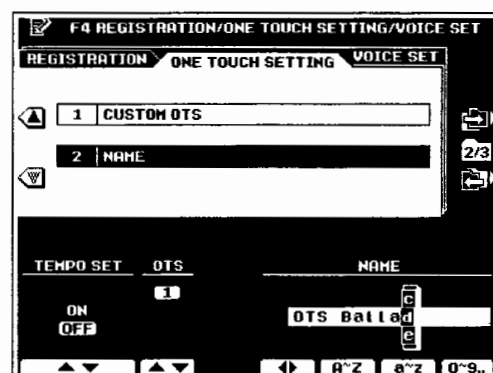 F4 REGISTRATION/ONE TOUCH SETTING/VOICE SET
REGISTRATION ONE TOUCH SETTING VOICE SET
1 CUSTOM OTS
2 NAME
2/3
TEMPO SET OTS NAME
1
ON
OFF
c
OTS Ballad
e
A~Z a~z 0~9..